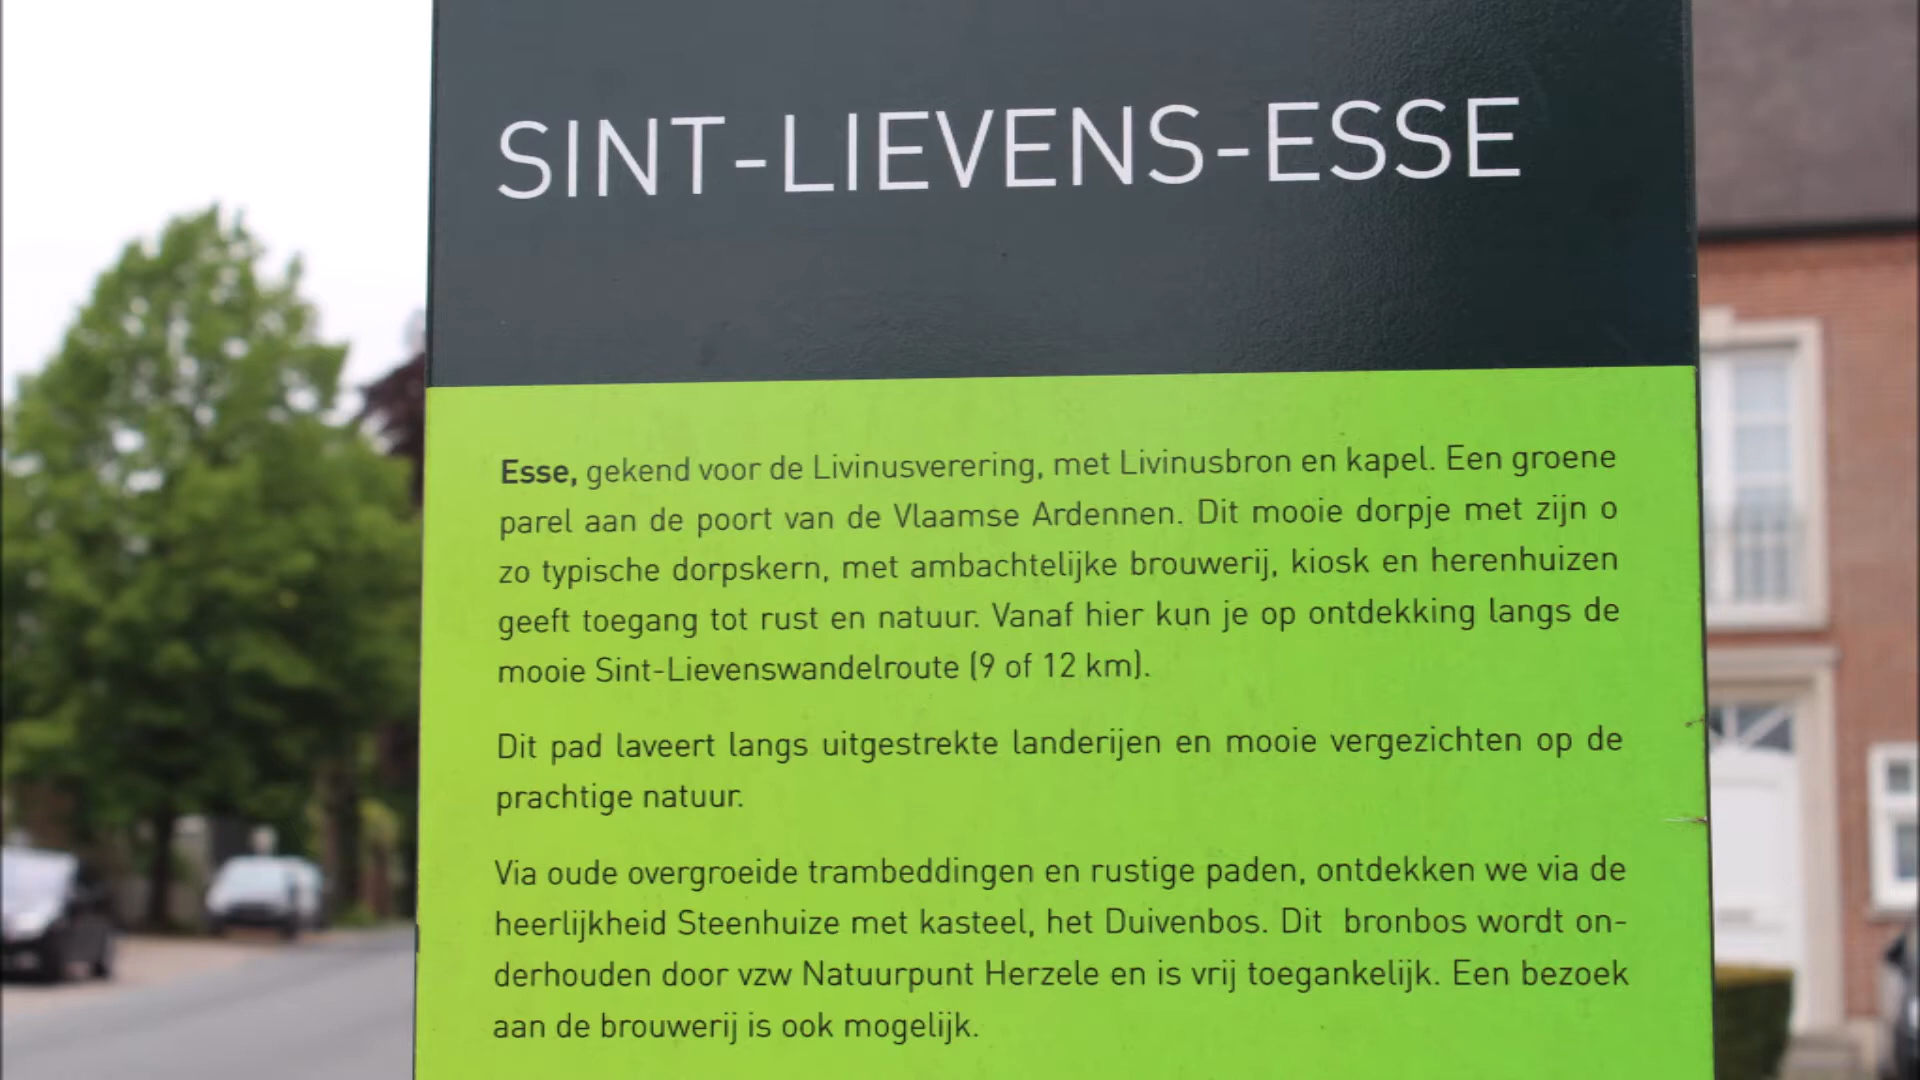 SINT-LIEVENS-ESSE
Esse, gekend voor de Livinusverering, met Livinusbron en kapel. Een groene
parel aan de poort van de Vlaamse Ardennen. Dit mooie dorpje met zijn o
zo typische dorpskern, met ambachtelijke brouwerij, kiosk en herenhuizen
geeft toegang tot rust en natuur. Vanaf hier kun je op ontdekking langs de
mooie Sint-Lievenswandelroute (9 of 12 km).
Dit pad laveert langs uitgestrekte landerijen en mooie vergezichten op de
prachtige natuur.
Via oude overgroeide trambeddingen en rustige paden, ontdekken we via de
heerlijkheid Steenhuize met kasteel, het Duivenbos. Dit bronbos wordt on-
derhouden door vzw Natuurpunt Herzele en is vrij toegankelijk. Een bezoek
aan de brouwerij is ook mogelijk.